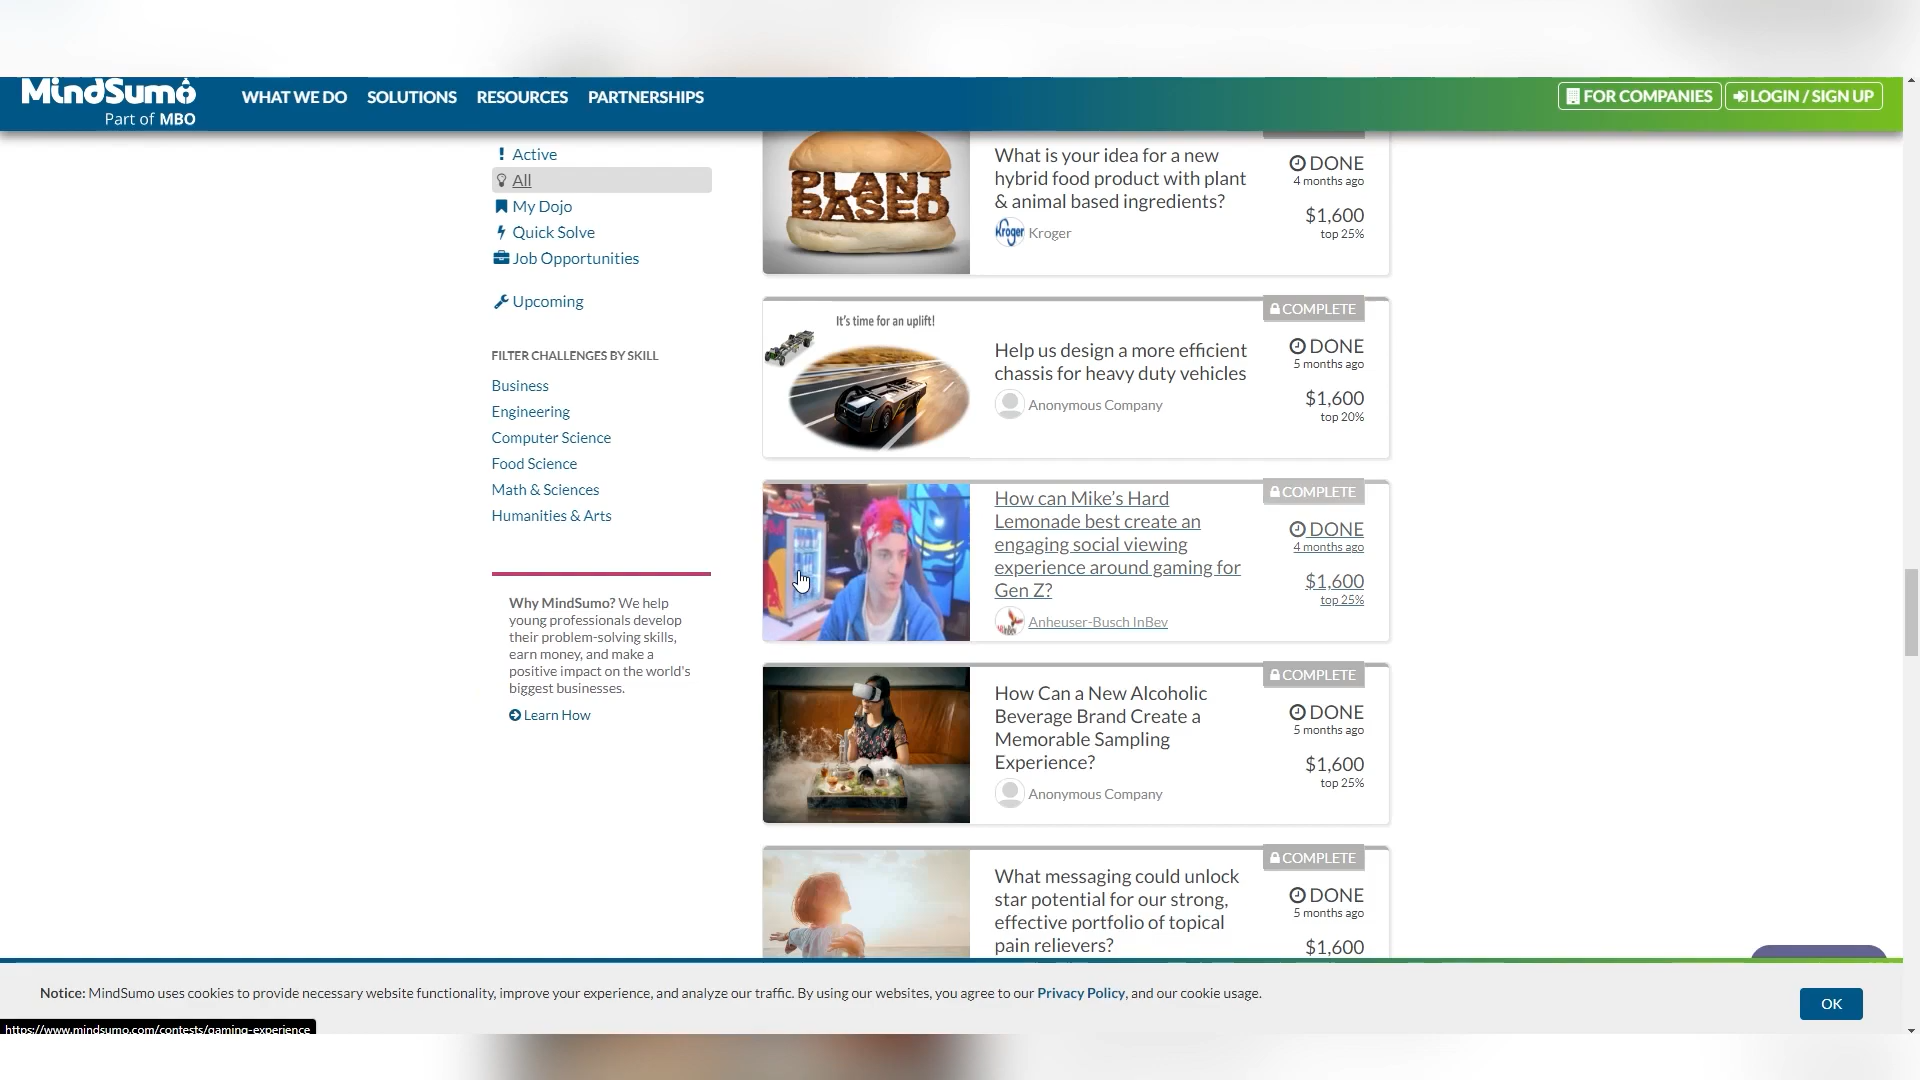 MindSumo
Part of MBO
WHAT WE DO
SOLUTIONS
RESOURCES
PARTNERSHIPS
FOR COMPANIES
LOGIN / SIGN UP
Active
All
My Dojo
Quick Solve
Job Opportunities
Upcoming
FILTER CHALLENGES BY SKILL
Business
Engineering
Computer Science
Food Science
Math & Sciences
Humanities & Arts
Why MindSumo? We help
young professionals develop
their problem-solving skills,
earn money, and make a
positive impact on the world's
biggest businesses.
Learn How
PLANT
BASED
What is your idea for a new
hybrid food product with plant
& animal based ingredients?
Kroger
Kroger
DONE
4 months ago
$1,600
top 25%
It's time for an uplift!
COMPLETE
Help us design a more efficient
chassis for heavy duty vehicles
Anonymous Company
DONE
5 months ago
$1,600
top 20%
COMPLETE
How can Mike's Hard
Lemonade best create an
engaging social viewing
experience around gaming for
Gen Z?
Anheuser-Busch InBev
DONE
4 months ago
$1,600
top 25%
COMPLETE
How Can a New Alcoholic
Beverage Brand Create a
Memorable Sampling
Experience?
Anonymous Company
DONE
5 months ago
$1,600
top 25%
COMPLETE
What messaging could unlock
star potential for our strong,
effective portfolio of topical
pain relievers?
DONE
5 months ago
$1,600
Notice: MindSumo uses cookies to provide necessary website functionality, improve your experience, and analyze our traffic. By using our websites, you agree to our Privacy Policy, and our cookie usage.
OK
https://www.mindsumo.com/contests/gaming-experience